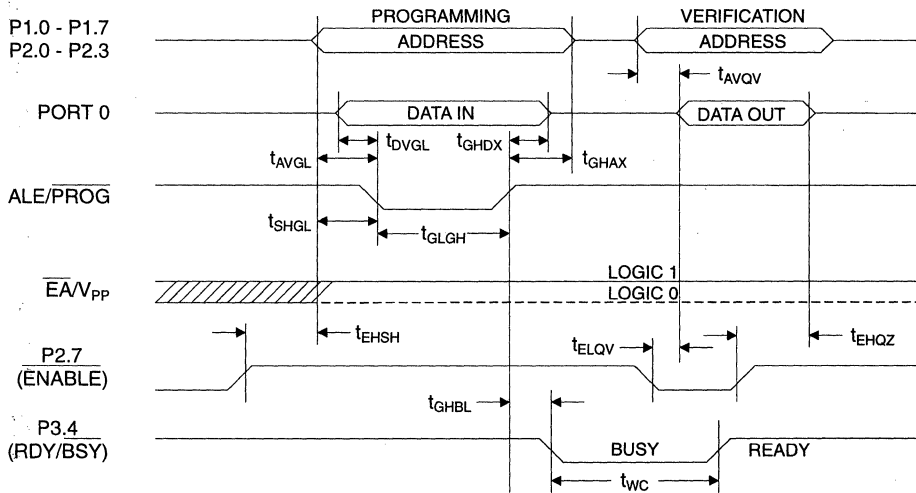 PROGRAMMING
VERIFICATION
P1.0 - P1.7
P2.0 - P2.3
ADDRESS
ADDRESS
tAVQV
PORT 0
DATA IN
DATA OUT
tDVGL
tGHDX
tAVGL
tGHAX
ALE/PROG
tSHGL
tGLGH
LOGIC 1
EA/VPP
LOGIC 0
tEHSH
tELQV
tEHQZ
P2.7
(ENABLE)
tGHBL
P3.4
(RDY/BSY)
BUSY
READY
tWC